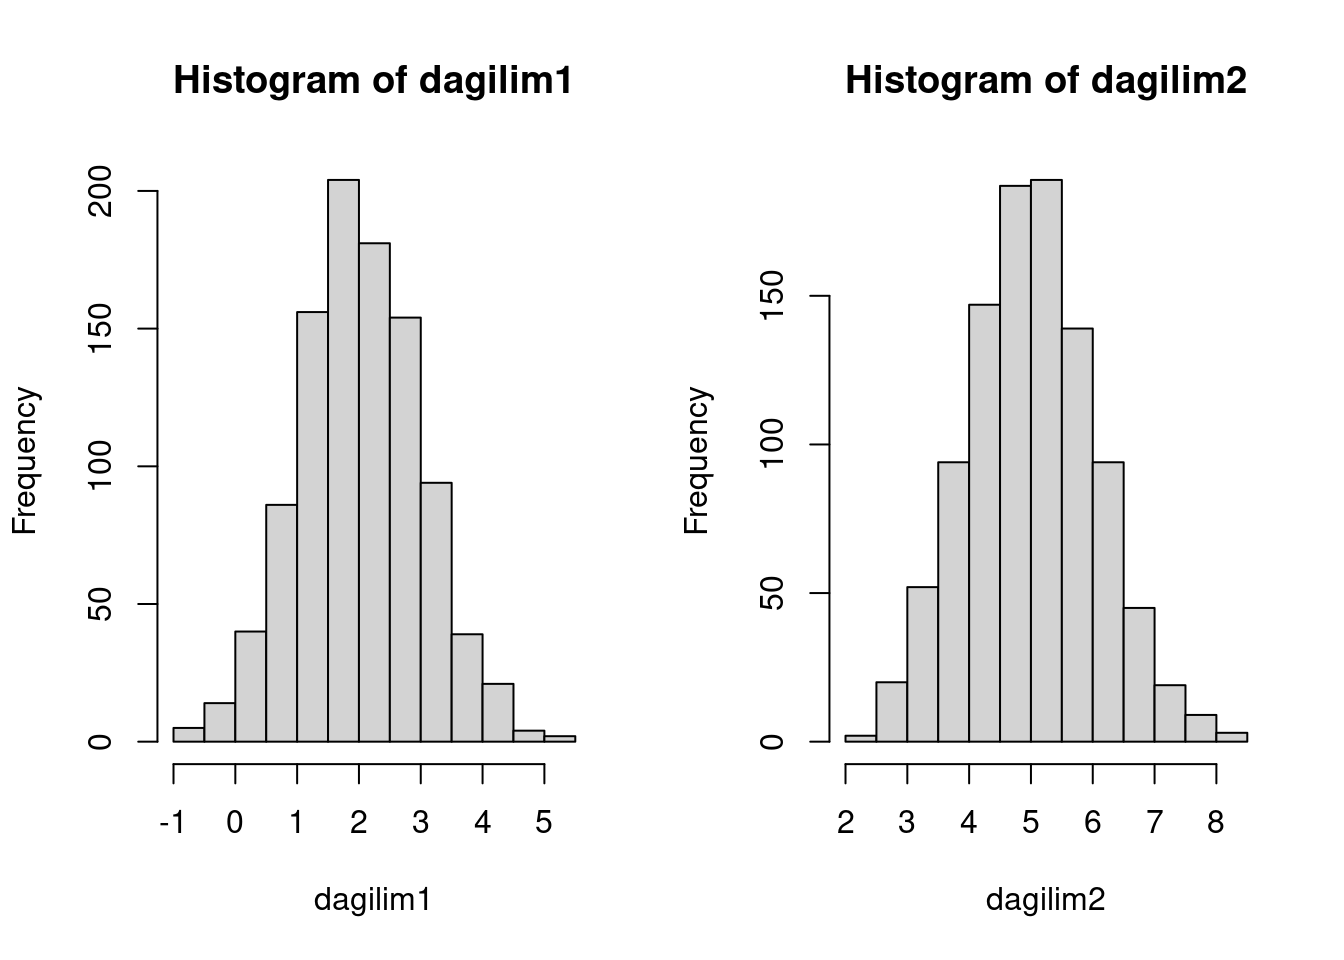 Histogram of dagilim1
Frequency
200
150
100
50
0
-1 0 1 2 3 4 5
dagilim1
Histogram of dagilim2
Frequency
150
100
50
0
2 3 4 5 6 7 8
dagilim2